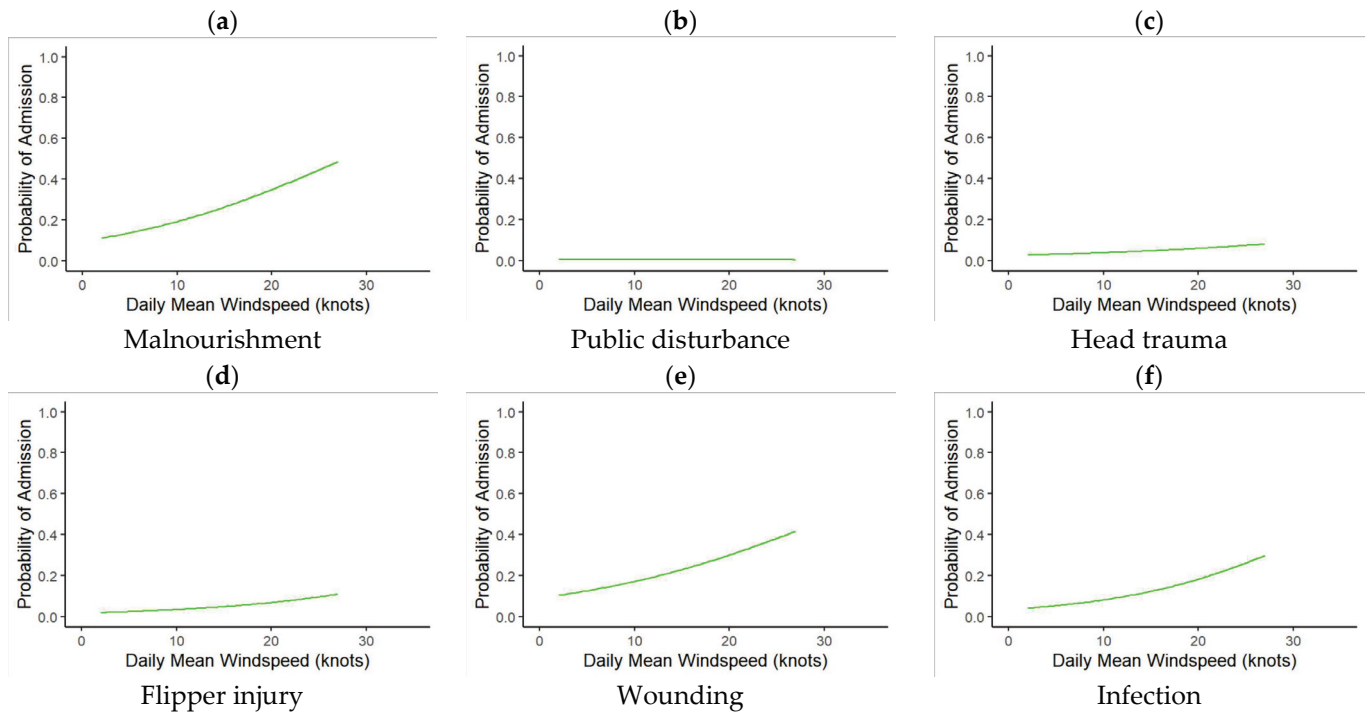 (a)
Probability of Admission
1.0
0.8
0.6
0.4
0.2
0.0
0 10 20 30
Daily Mean Windspeed (knots)
Malnourishment
(b)
Probability of Admission
1.0
0.8
0.6
0.4
0.2
0.0
0 10 20 30
Daily Mean Windspeed (knots)
Public disturbance
(c)
Probability of Admission
1.0
0.8
0.6
0.4
0.2
0.0
0 10 20 30
Daily Mean Windspeed (knots)
Head trauma
(d)
Probability of Admission
1.0
0.8
0.6
0.4
0.2
0.0
0 10 20 30
Daily Mean Windspeed (knots)
Flipper injury
(e)
Probability of Admission
1.0
0.8
0.6
0.4
0.2
0.0
0 10 20 30
Daily Mean Windspeed (knots)
Wounding
(f)
Probability of Admission
1.0
0.8
0.6
0.4
0.2
0.0
0 10 20 30
Daily Mean Windspeed (knots)
Infection